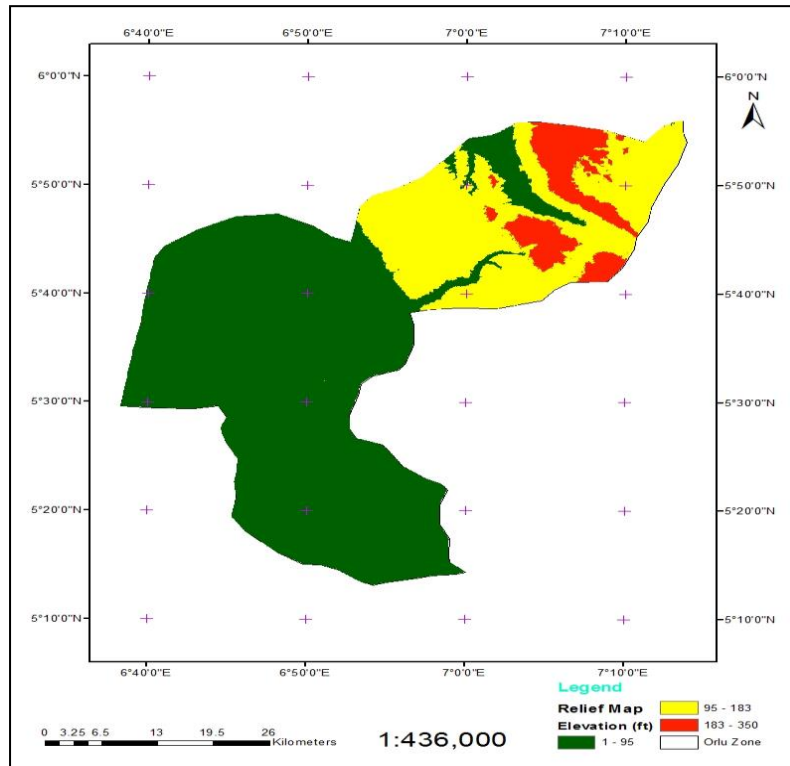 6°40'0"E 6°50'0"E 7°0'0"E 7°10'0"E
6°0'0"N 6°0'0"N
N
5°50'0"N 5°50'0"N
5°40'0"N 5°40'0"N
5°30'0"N 5°30'0"N
5°20'0"N 5°20'0"N
5°10'0"N 5°10'0"N
6°40'0"E 6°50'0"E 7°0'0"E 7°10'0"E
Legend
Relief Map 95 - 183
Elevation (ft) 183 - 350
1 - 95 Orlu Zone
0 3.25 6.5 13 19.5 26
Kilometers
1:436,000